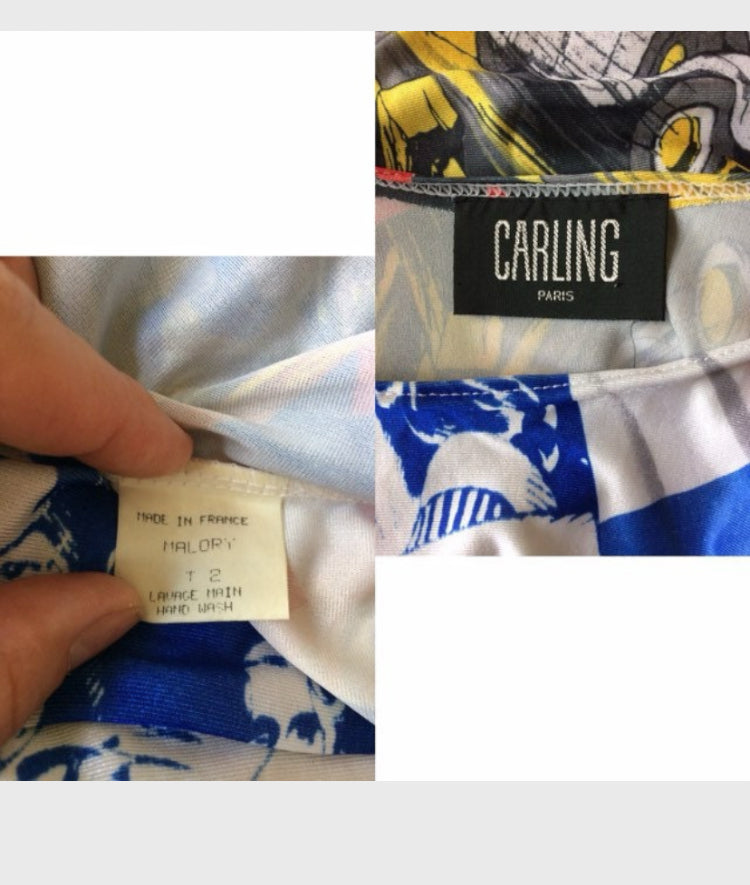 CARLING
PARIS
MADE IN FRANCE
MALORY
T 2
LAVAGE MAIN
HAND WASH